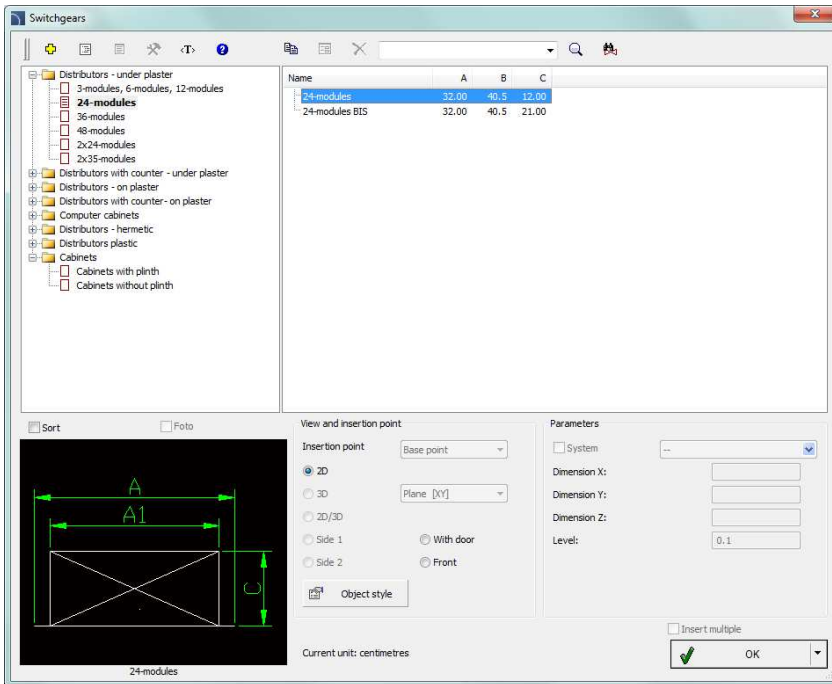 Switchgears
<T>
Distributors - under plaster
3-modules, 6-modules, 12-modules
24-modules
36-modules
48-modules
2x24-modules
2x35-modules
Distributors with counter - under plaster
Distributors - on plaster
Distributors with counter- on plaster
Computer cabinets
Distributors - hermetic
Distributors plastic
Cabinets
Cabinets with plinth
Cabinets without plinth
Name A B C
24-modules 32.00 40.5 12.00
24-modules BIS 32.00 40.5 21.00
Sort Foto
A
A1
C
24-modules
View and insertion point
Insertion point Base point
2D
3D Plane [XY]
2D/3D
Side 1 With door
Side 2 Front
Object style
Current unit: centimetres
Parameters
System --
Dimension X:
Dimension Y:
Dimension Z:
Level: 0.1
Insert multiple
OK